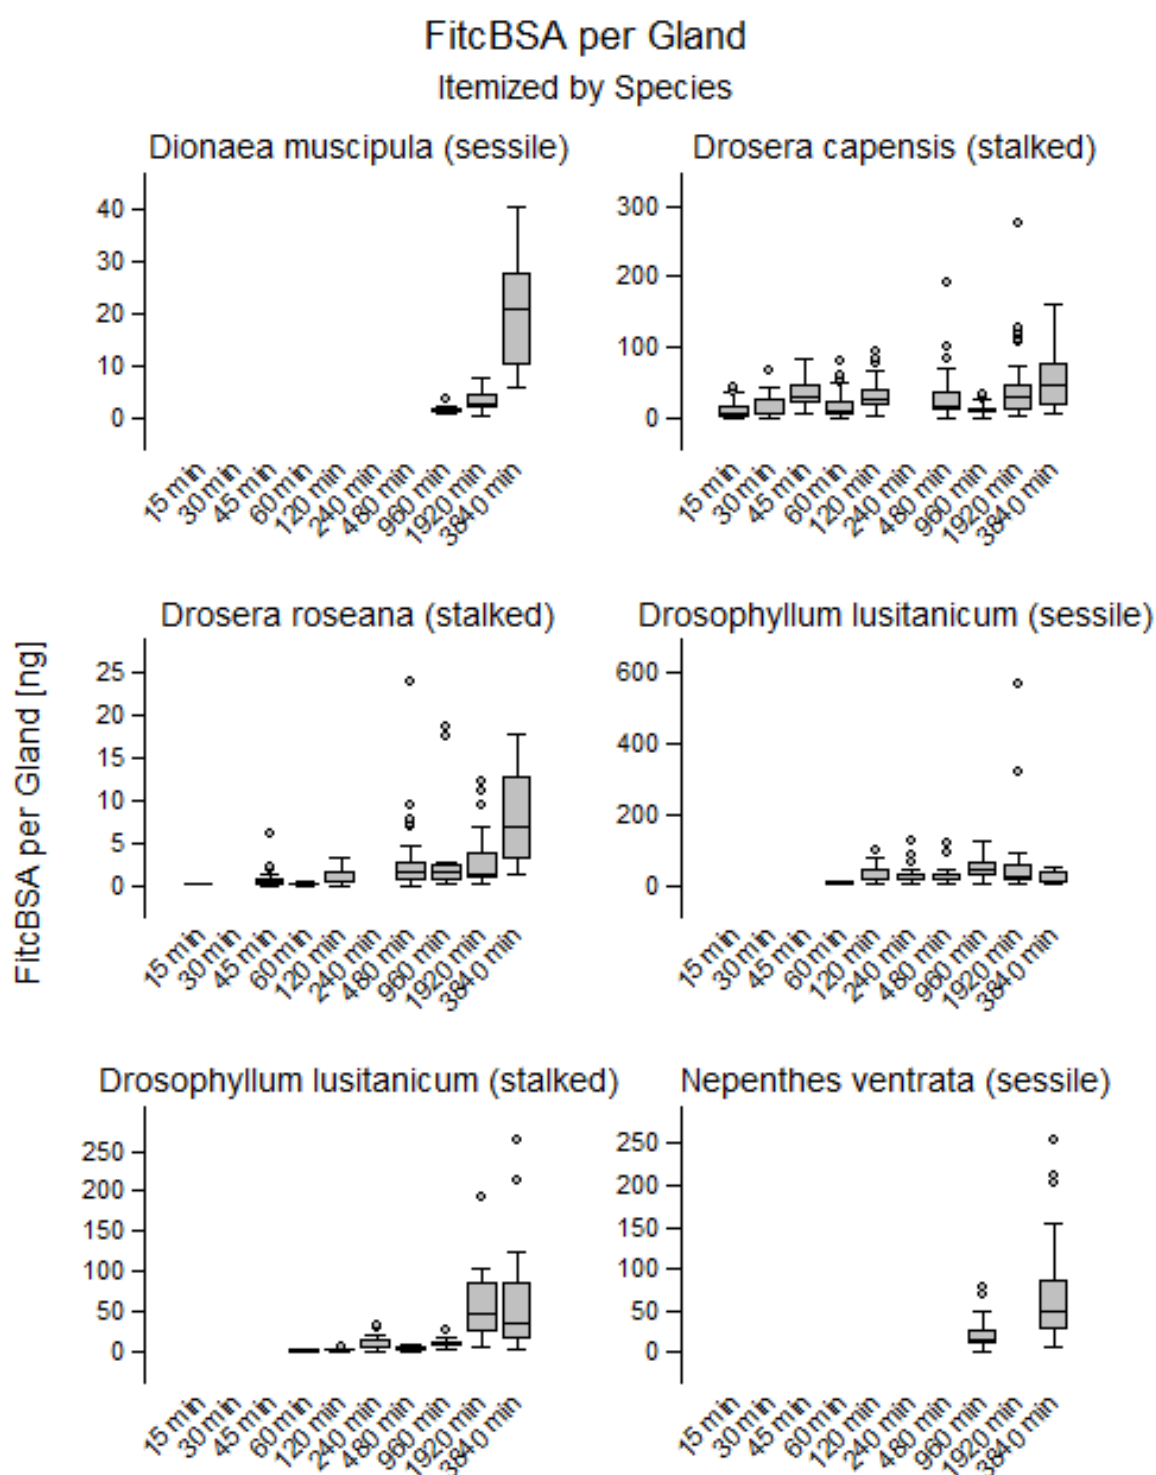 FitcBSA per Gland
Itemized by Species
Dionaea muscipula (sessile)
40
30
20
10
0
15 min
30 min
45 min
60 min
120 min
240 min
480 min
960 min
1920 min
3840 min
Drosera capensis (stalked)
300
200
100
0
15 min
30 min
45 min
60 min
120 min
240 min
480 min
960 min
1920 min
3840 min
FitcBSA per Gland [ng]
Drosera roseana (stalked)
25
20
15
10
5
0
15 min
30 min
45 min
60 min
120 min
240 min
480 min
960 min
1920 min
3840 min
Drosophyllum lusitanicum (sessile)
600
400
200
0
15 min
30 min
45 min
60 min
120 min
240 min
480 min
960 min
1920 min
3840 min
Drosophyllum lusitanicum (stalked)
250
200
150
100
50
0
15 min
30 min
45 min
60 min
120 min
240 min
480 min
960 min
1920 min
3840 min
Nepenthes ventrata (sessile)
250
200
150
100
50
0
15 min
30 min
45 min
60 min
120 min
240 min
480 min
960 min
1920 min
3840 min